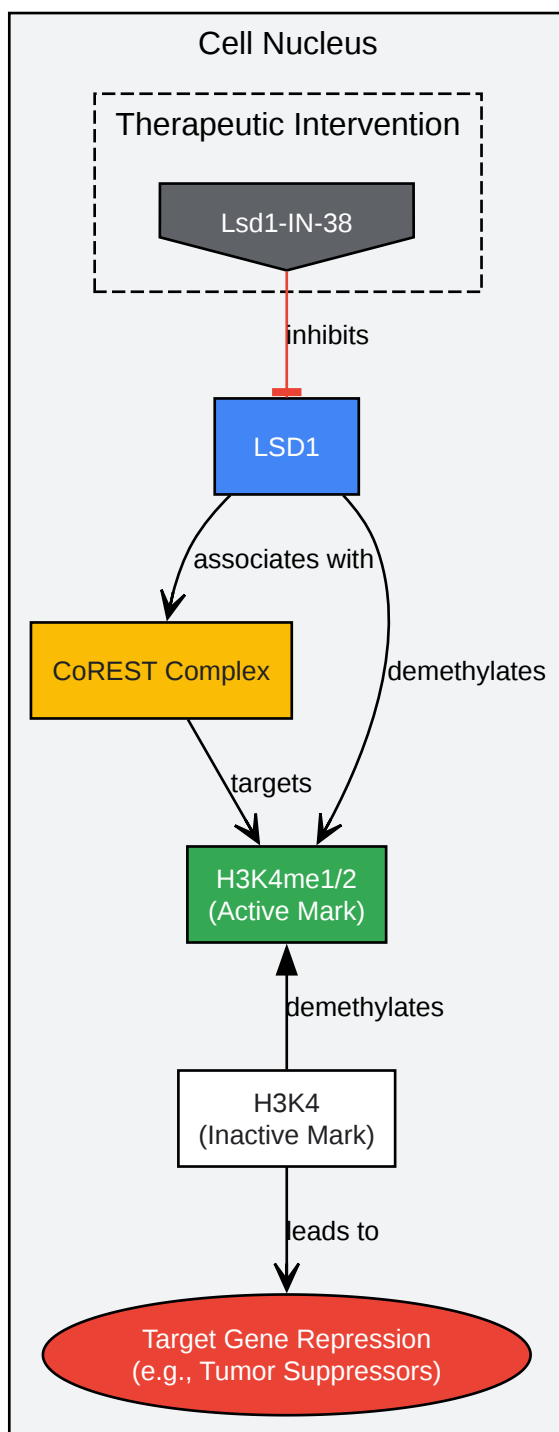 Cell Nucleus
Therapeutic Intervention
Lsd1-IN-38
inhibits
LSD1
associates with
CoREST Complex
demethylates
targets
H3K4me1/2
(Active Mark)
demethylates
H3K4
(Inactive Mark)
leads to
Target Gene Repression
(e.g., Tumor Suppressors)